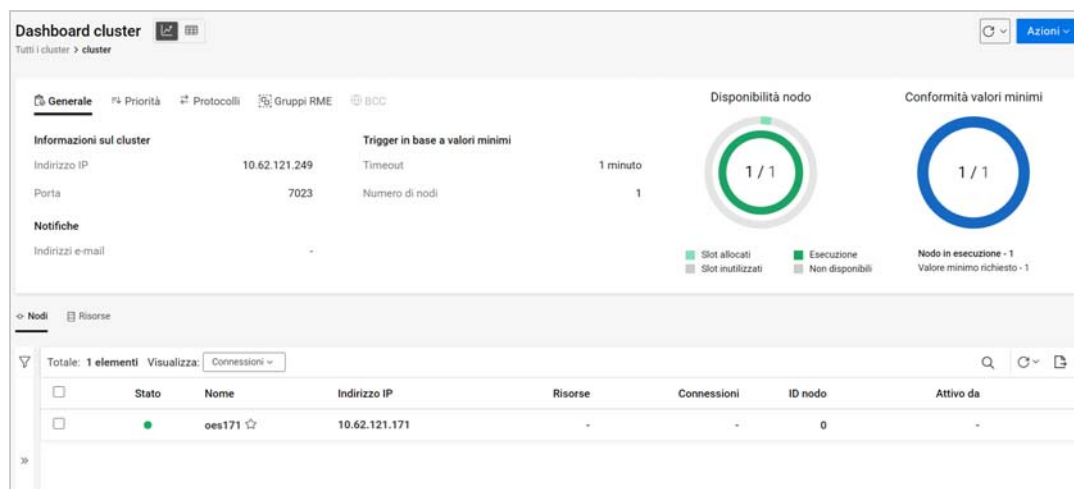 Dashboard cluster
Azioni
Tutti i cluster > cluster
Generale Priorità Protocolli Gruppi RME BCC
Informazioni sul cluster
Indirizzo IP 10.62.121.249
Porta 7023
Notifiche
Indirizzi e-mail -
Trigger in base a valori minimi
Timeout 1 minuto
Numero di nodi 1
Disponibilità nodo
1 / 1
Slot allocati Esecuzione
Slot inutilizzati Non disponibili
Conformità valori minimi
1 / 1
Nodo in esecuzione - 1
Valore minimo richiesto - 1
Nodi Risorse
Totale: 1 elementi Visualizza: Connessioni
Stato Nome Indirizzo IP Risorse Connessioni ID nodo Attivo da
oes171 10.62.121.171 - - 0 -